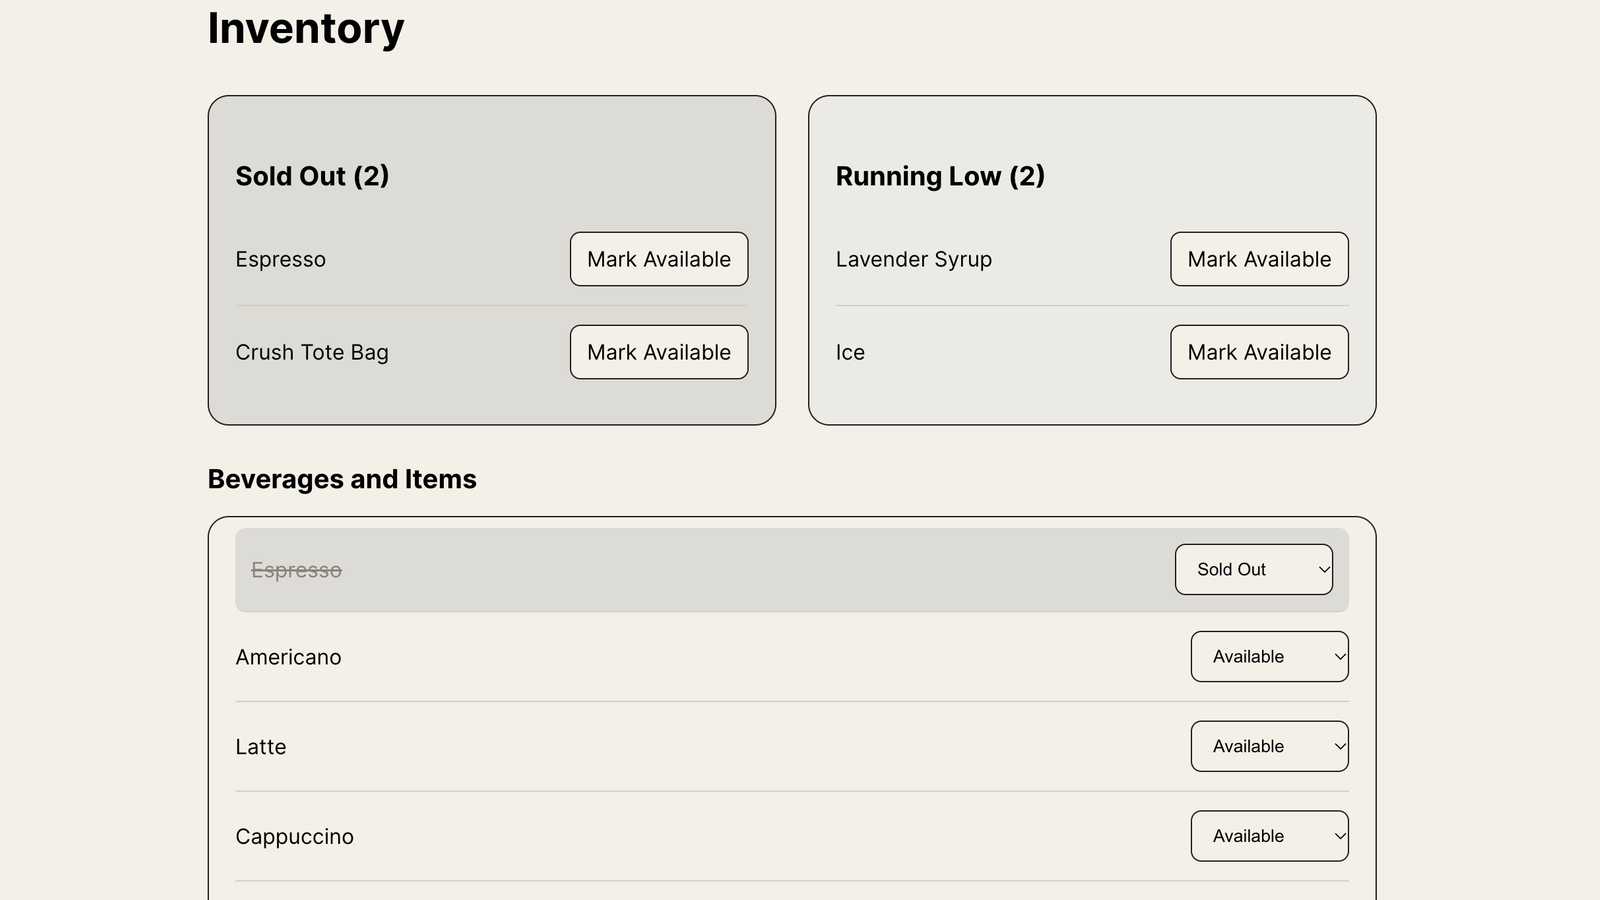 Inventory
Sold Out (2)
Espresso
Mark Available
Crush Tote Bag
Mark Available
Running Low (2)
Lavender Syrup
Mark Available
Ice
Mark Available
Beverages and Items
Espresso
Sold Out
Americano
Available
Latte
Available
Cappuccino
Available